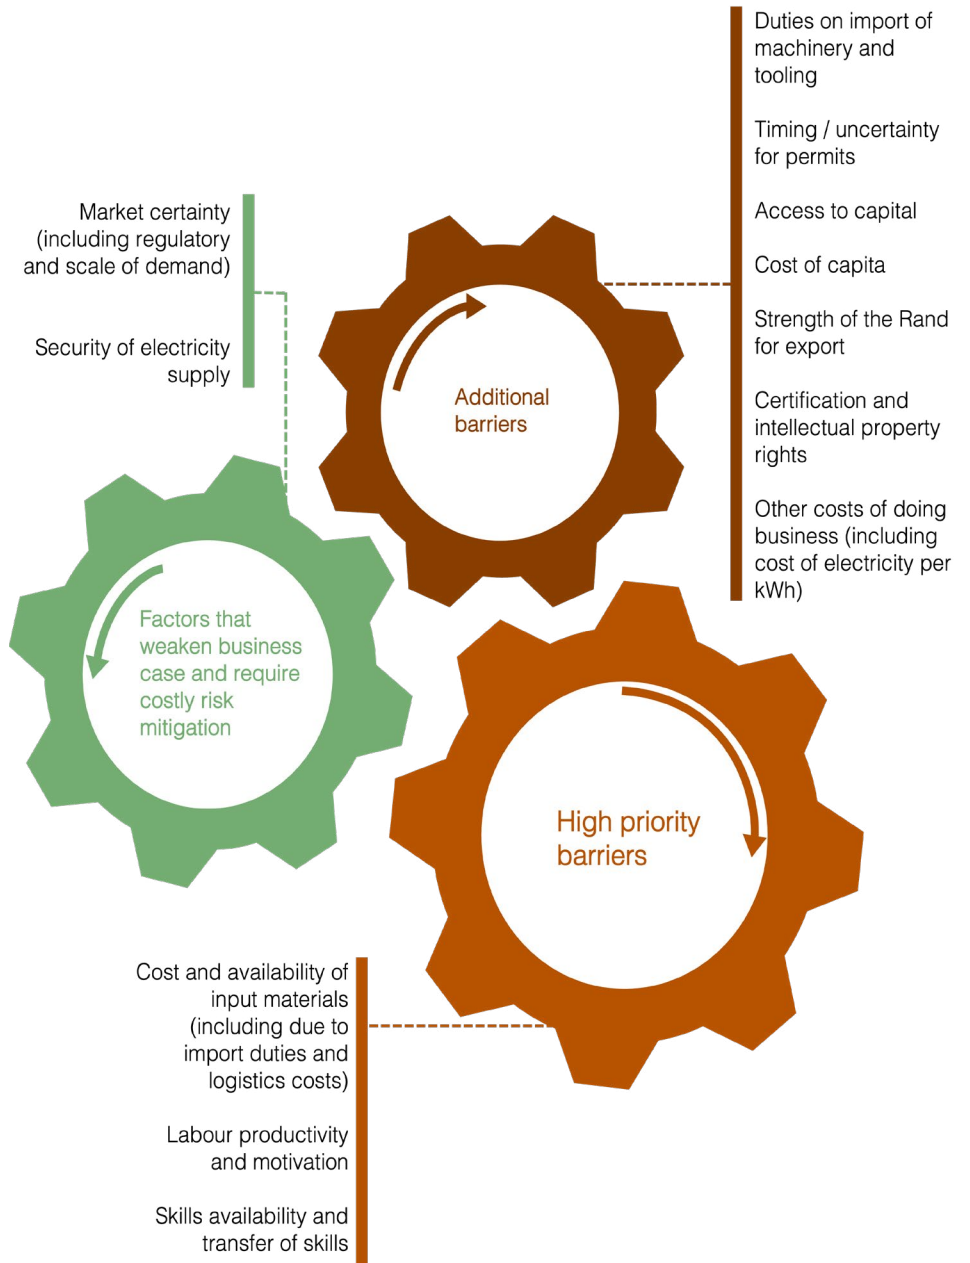 Duties on import of
machinery and
tooling
Timing / uncertainty
for permits
Access to capital
Cost of capita
Strength of the Rand
for export
Certification and
intellectual property
rights
Other costs of doing
business (including
cost of electricity per
kWh)
Market certainty
(including regulatory
and scale of demand)
Security of electricity
supply
Additional
barriers
Factors that
weaken business
case and require
costly risk
mitigation
High priority
barriers
Cost and availability of
input materials
(including due to
import duties and
logistics costs)
Labour productivity
and motivation
Skills availability and
transfer of skills